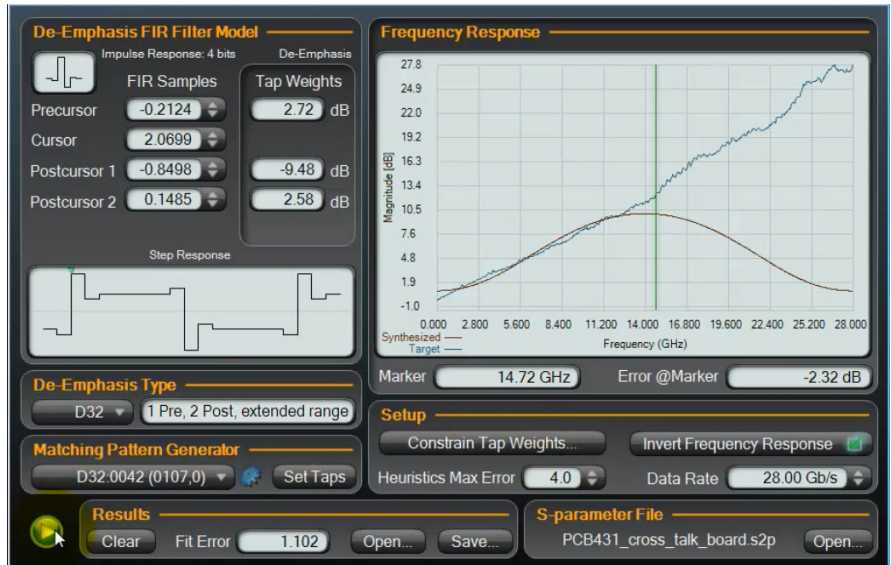 De-Emphasis FIR Filter Model
Impulse Response: 4 bits
De-Emphasis
FIR Samples
Tap Weights
Precursor -0.2124 2.72 dB
Cursor 2.0699
Postcursor 1 -0.8498 -9.48 dB
Postcursor 2 0.1485 2.58 dB
Step Response
De-Emphasis Type
D32 1 Pre, 2 Post, extended range
Matching Pattern Generator
D32:0042 (0107,0) Set Taps
Frequency Response
27.8
24.9
22.0
19.2
16.3
13.4
10.5
7.6
4.8
1.9
-1.0
Magnitude [dB]
0.000 2.800 5.600 8.400 11.200 14.000 16.800 19.600 22.400 25.200 28.000
Synthesized
Target
Frequency (GHz)
Marker 14.72 GHz Error @Marker -2.32 dB
Setup
Constrain Tap Weights... Invert Frequency Response
Heuristics Max Error 4.0 Data Rate 28.00 Gb/s
Results
Clear Fit Error 1.102 Open... Save...
S-parameter File
PCB431_cross_talk_board.s2p Open...